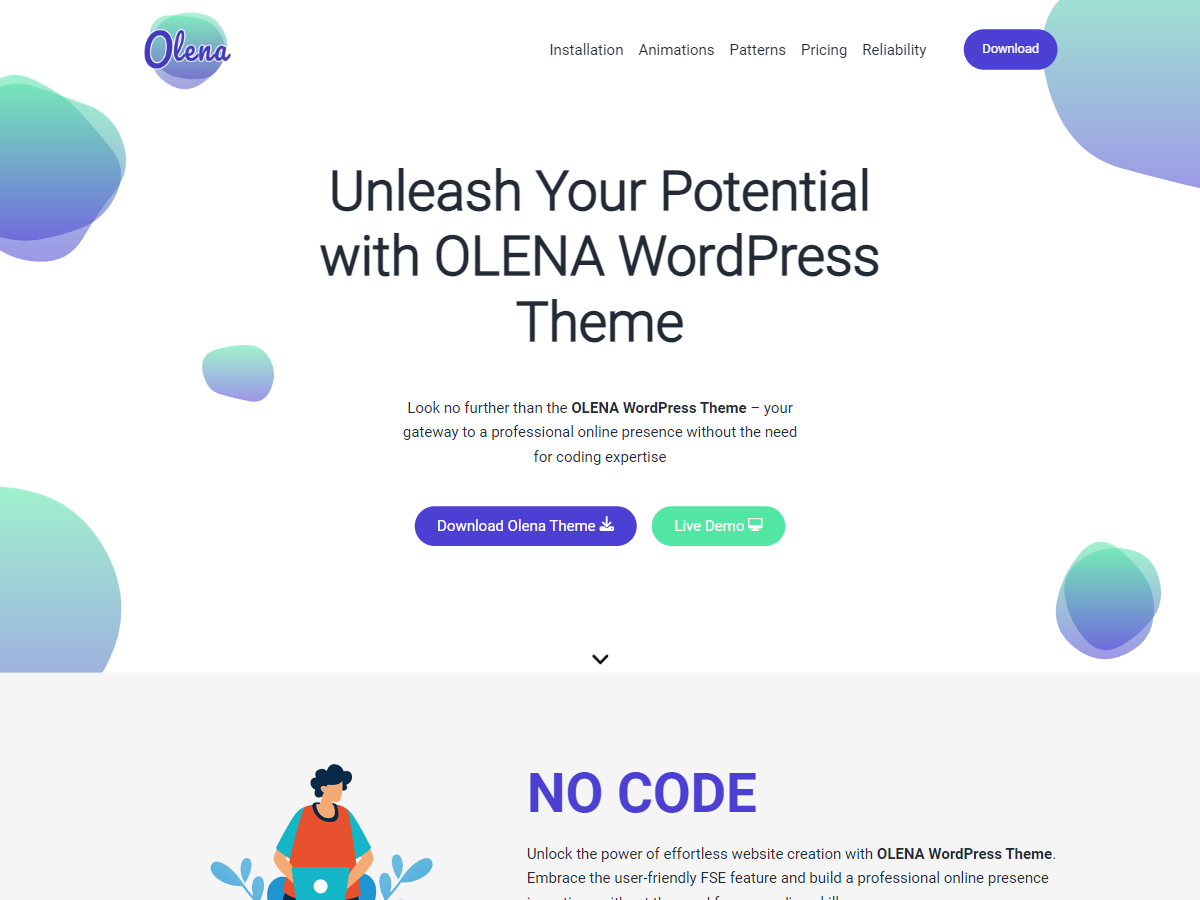 Olena
Installation Animations Patterns Pricing Reliability Download
Unleash Your Potential
with OLENA WordPress
Theme
Look no further than the OLENA WordPress Theme – your
gateway to a professional online presence without the need
for coding expertise
Download Olena Theme Live Demo
NO CODE
Unlock the power of effortless website creation with OLENA WordPress Theme.
Embrace the user-friendly FSE feature and build a professional online presence